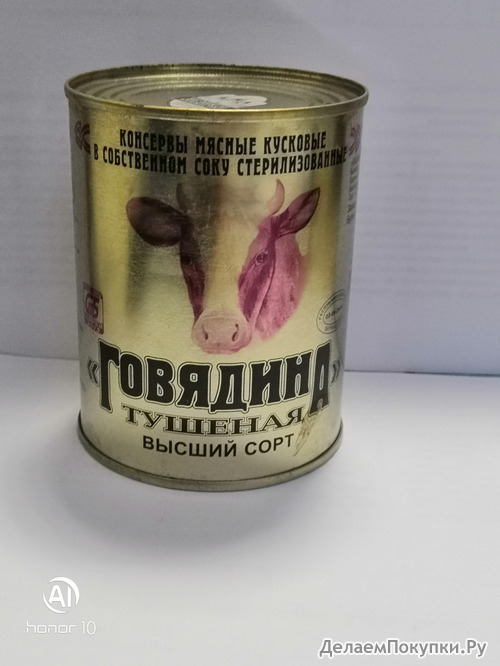 КОНСЕРВЫ МЯСНЫЕ КУСКОВЫЕ
В СОБСТВЕННОМ СОКУ СТЕРИЛИЗОВАННЫЕ
«ГОВЯДИНА»
ТУШЕНАЯ
ВЫСШИЙ СОРТ
AI
honor 10
ДелаемПокупки.Ру